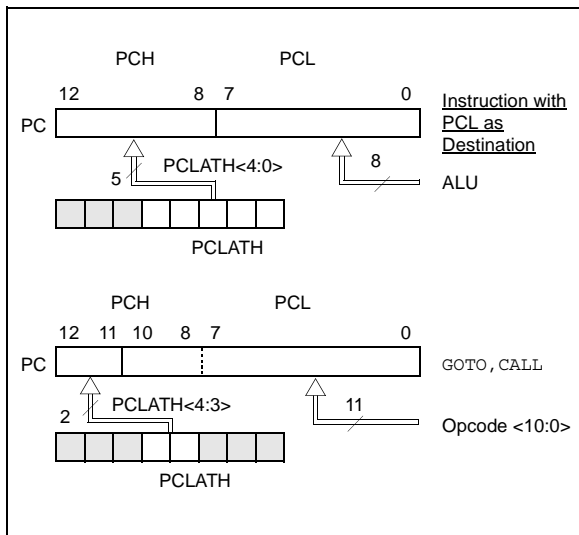 PCH PCL
12 8 7 0
PC
Instruction with
PCL as
Destination
5 PCLATH<4:0> 8
ALU
PCLATH
PCH PCL
12 11 10 8 7 0
PC
GOTO,CALL
2 PCLATH<4:3> 11
Opcode <10:0>
PCLATH